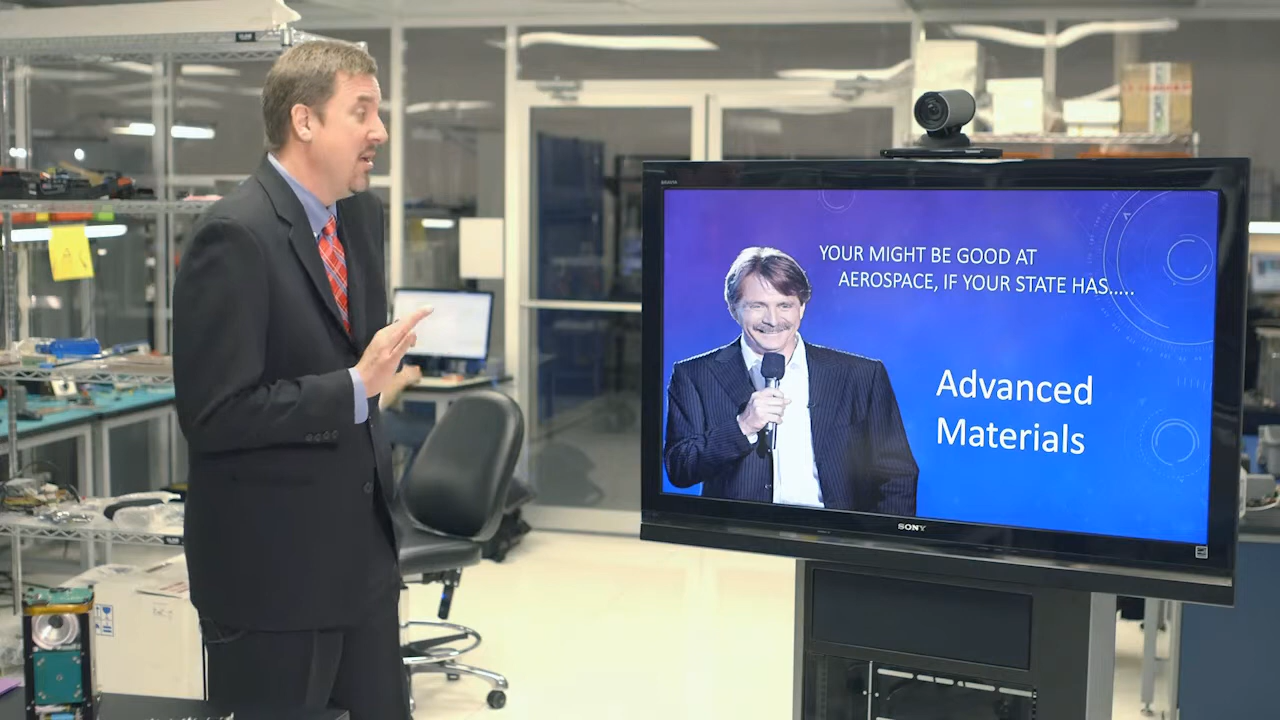 YOUR MIGHT BE GOOD AT
AEROSPACE, IF YOUR STATE HAS.....
Advanced
Materials
SONY